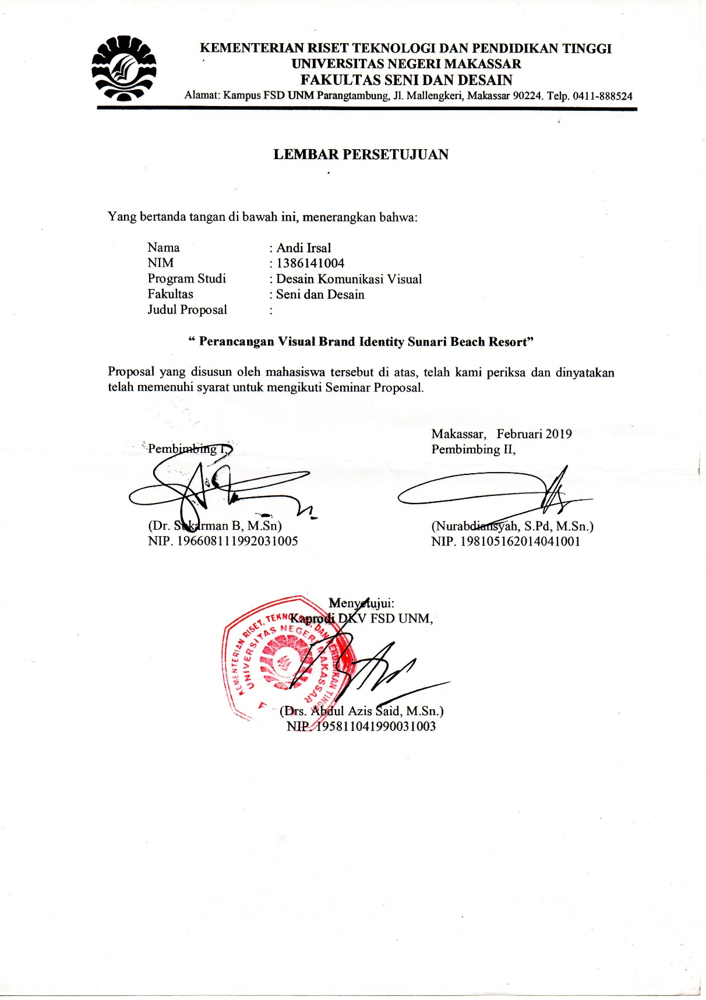 KEMENTERIAN RISET TEKNOLOGI DAN PENDIDIKAN TINGGI
UNIVERSITAS NEGERI MAKASSAR
FAKULTAS SENI DAN DESAIN
Alamat: Kampus FSD UNM Parangtambung, Jl. Mallengkeri, Makassar 90224. Telp. 0411-888524
LEMBAR PERSETUJUAN
Yang bertanda tangan di bawah ini, menerangkan bahwa:
Nama : Andi Irsal
NIM : 1386141004
Program Studi : Desain Komunikasi Visual
Fakultas : Seni dan Desain
Judul Proposal :
“ Perancangan Visual Brand Identity Sunari Beach Resort”
Proposal yang disusun oleh mahasiswa tersebut di atas, telah kami periksa dan dinyatakan
telah memenuhi syarat untuk mengikuti Seminar Proposal.
Makassar, Februari 2019
Pembimbing I,
Pembimbing II,
(Dr. Sukarman B, M.Sn)
NIP. 196608111992031005
(Nurabdiansyah, S.Pd, M.Sn.)
NIP. 198105162014041001
Menyetujui:
Kaprodi DKV FSD UNM,
KEMENTERIAN RISET, TEKNOLOGI, DAN PENDIDIKAN TINGGI
UNIVERSITAS NEGERI MAKASSAR
(Drs. Abdul Azis Said, M.Sn.)
NIP. 195811041990031003